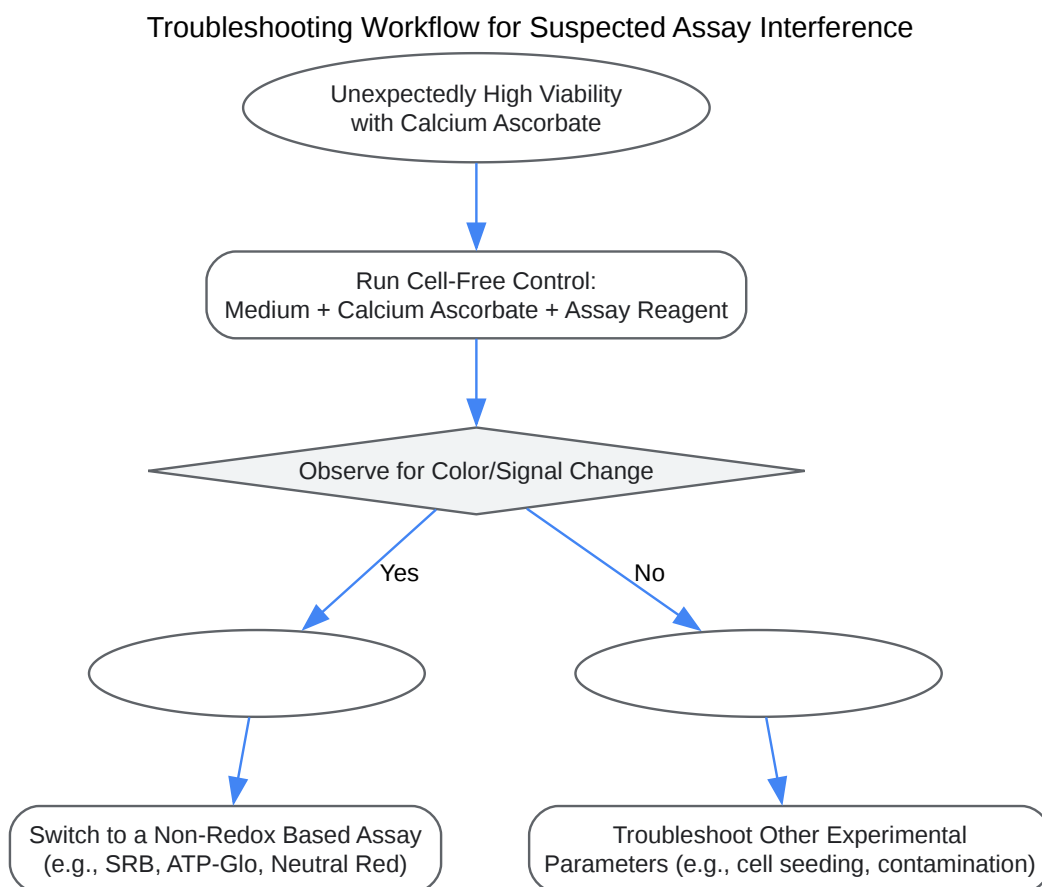 Troubleshooting Workflow for Suspected Assay Interference
Unexpectedly High Viability
with Calcium Ascorbate
Run Cell-Free Control:
Medium + Calcium Ascorbate + Assay Reagent
Observe for Color/Signal Change
Yes
No
Switch to a Non-Redox Based Assay
(e.g., SRB, ATP-Glo, Neutral Red)
Troubleshoot Other Experimental
Parameters (e.g., cell seeding, contamination)